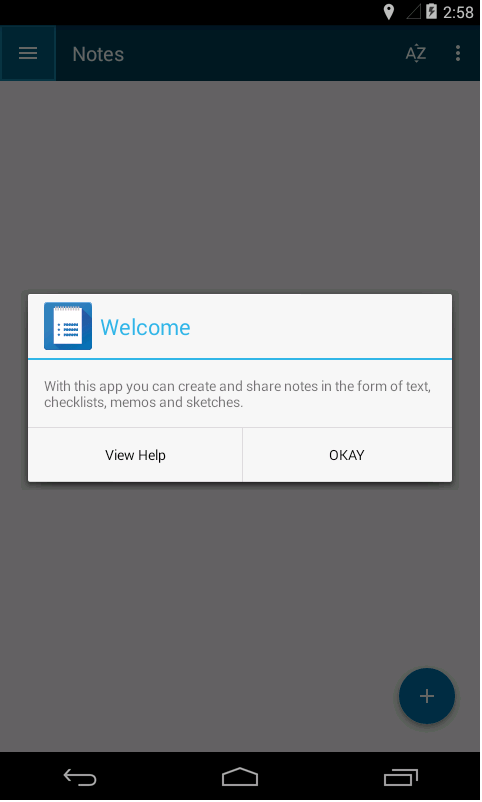 2:58
Notes
AZ
Welcome
With this app you can create and share notes in the form of text,
checklists, memos and sketches.
View Help
OKAY